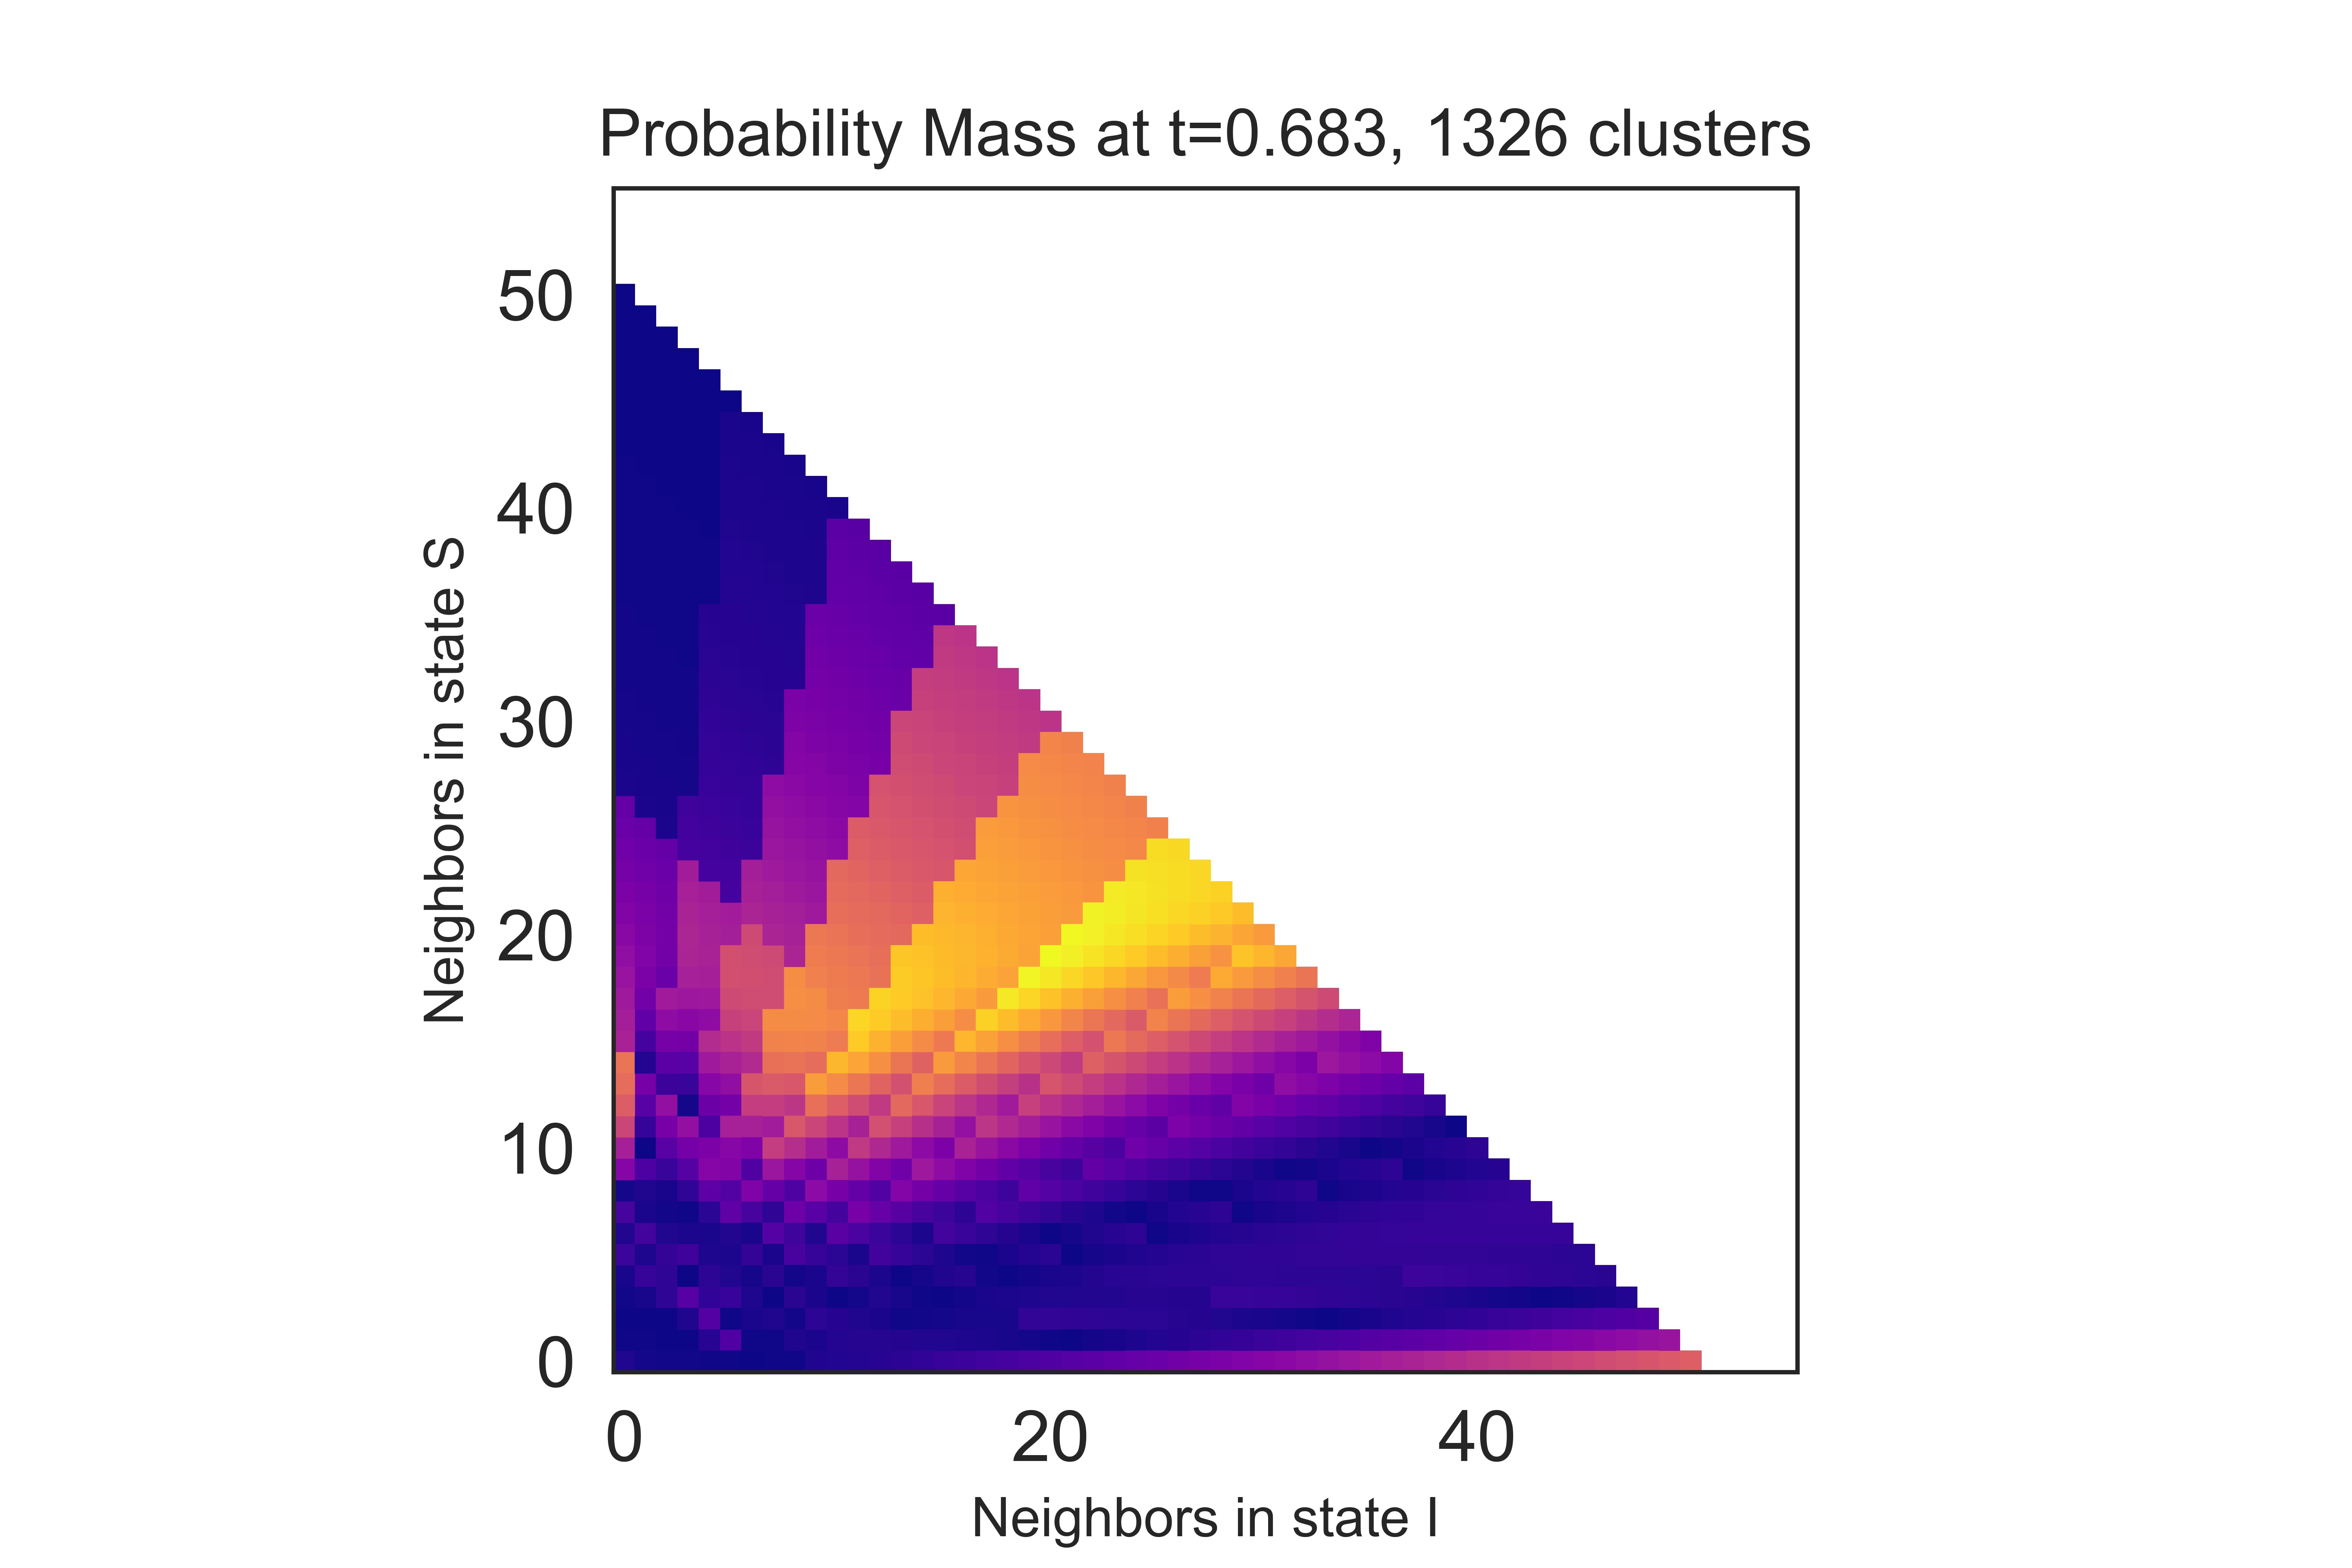 Probability Mass at t=0.683, 1326 clusters
50
40
30
20
10
0
Neighbors in state S
0 20 40
Neighbors in state I